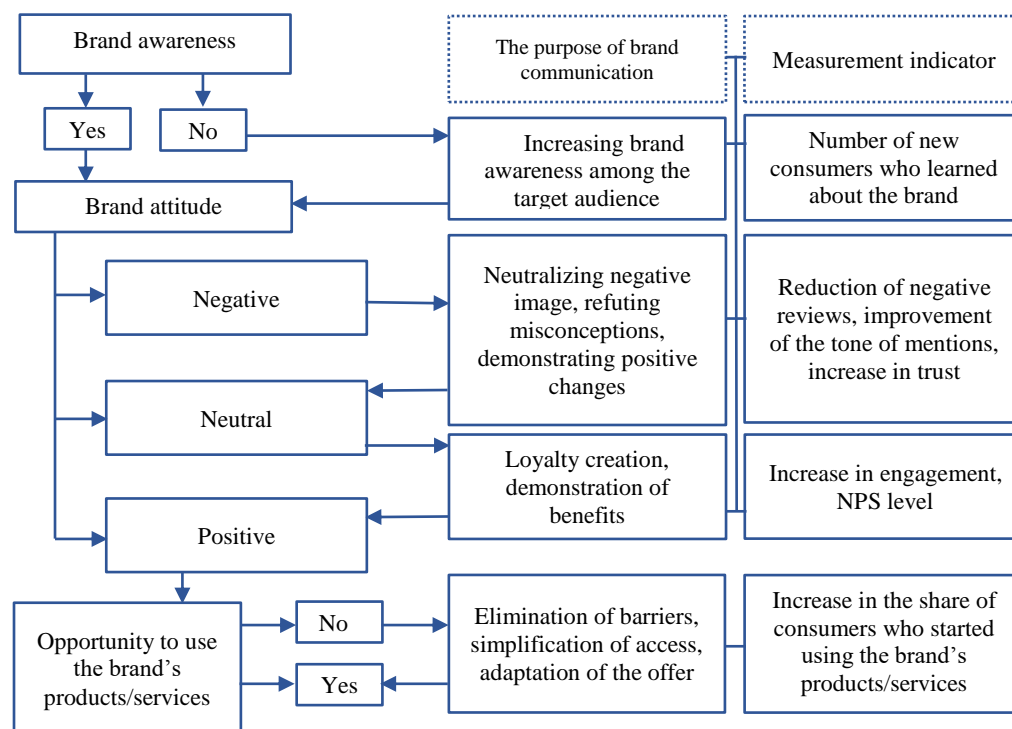 Brand awareness
The purpose of brand
communication
Measurement indicator
Yes
No
Increasing brand
awareness among the
target audience
Number of new
consumers who learned
about the brand
Brand attitude
Negative
Neutralizing negative
image, refuting
misconceptions,
demonstrating positive
changes
Reduction of negative
reviews, improvement
of the tone of mentions,
increase in trust
Neutral
Loyalty creation,
demonstration of
benefits
Increase in engagement,
NPS level
Positive
Opportunity to use
the brand’s
products/services
No
Yes
Elimination of barriers,
simplification of access,
adaptation of the offer
Increase in the share of
consumers who started
using the brand’s
products/services